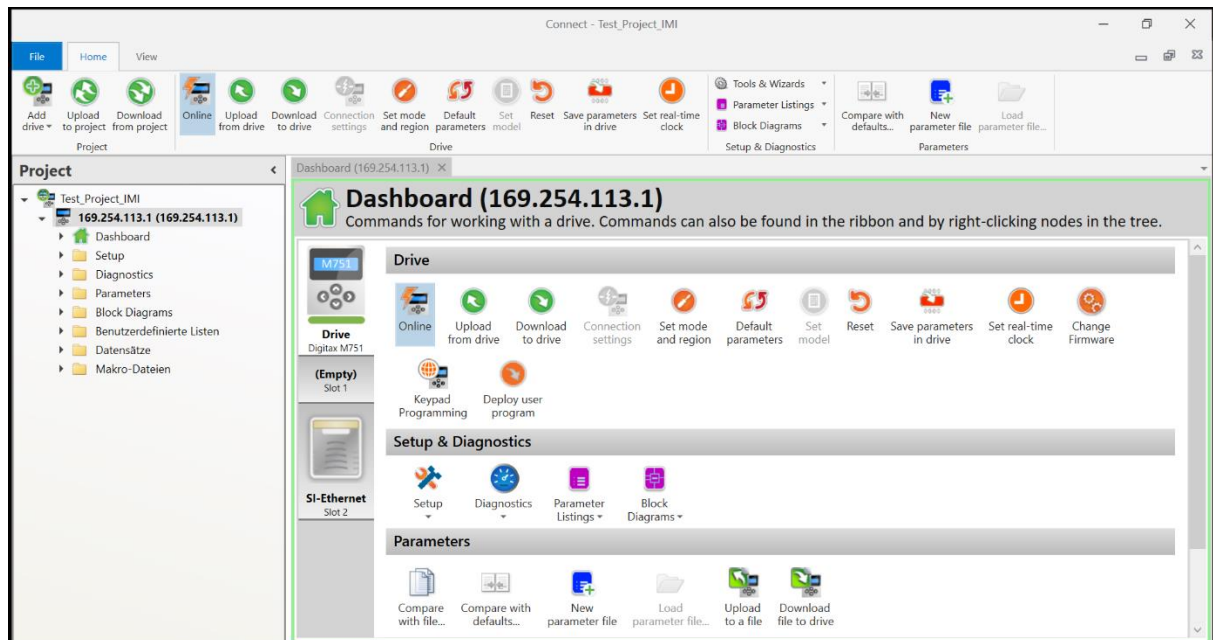 Connect - Test_Project_IMI
File Home View
Add drive
Upload to project
Download from project
Project
Online
Upload from drive
Download to drive
Connection settings
Set mode and region
Default parameters
Set model
Reset
Save parameters in drive
Set real-time clock
Drive
Tools & Wizards
Parameter Listings
Block Diagrams
Setup & Diagnostics
Compare with defaults...
New parameter file
Load parameter file...
Parameters
Project
Test_Project_IMI
169.254.113.1 (169.254.113.1)
Dashboard
Setup
Diagnostics
Parameters
Block Diagrams
Benutzerdefinierte Listen
Datensätze
Makro-Dateien
Dashboard (169.254.113.1)
Dashboard (169.254.113.1)
Commands for working with a drive. Commands can also be found in the ribbon and by right-clicking nodes in the tree.
M751
Drive
Digitax M751
(Empty)
Slot 1
SI-Ethernet
Slot 2
Drive
Online
Upload from drive
Download to drive
Connection settings
Set mode and region
Default parameters
Set model
Reset
Save parameters in drive
Set real-time clock
Change Firmware
Keypad Programming
Deploy user program
Setup & Diagnostics
Setup
Diagnostics
Parameter Listings
Block Diagrams
Parameters
Compare with file...
Compare with defaults...
New parameter file
Load parameter file...
Upload to a file
Download file to drive